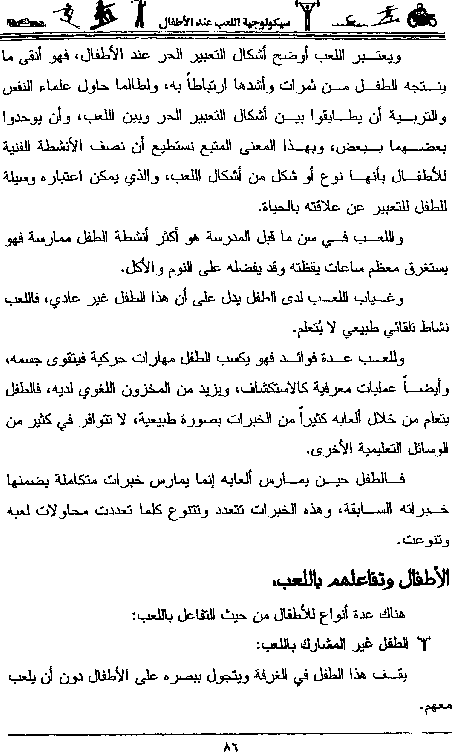 سيكولوجية اللعب عند الأطفال
ويعتبر اللعب أوضح أشكال التعبير الحر عند الأطفال، فهو أنقى ما
ينتجه الطفل من ثمرات وأشدها ارتباطاً به، ولطالما حاول علماء النفس
والتربية أن يطابقوا بين أشكال التعبير الحر وبين اللعب، وأن يوحدوا
بعضهما ببعض، وبهذا المعنى المتبع نستطيع أن نصف الأنشطة الفنية
للأطفال بأنها نوع أو شكل من أشكال اللعب، والذي يمكن اعتباره وسيلة
للطفل للتعبير عن علاقته بالحياة.
واللعب في سن ما قبل المدرسة هو أكثر أنشطة الطفل ممارسة فهو
يستغرق معظم ساعات يقظته وقد يفضله على النوم والأكل.
وغياب اللعب لدى الطفل يدل على أن هذا الطفل غير عادي، فاللعب
نشاط تلقائي طبيعي لا يُتعلم.
وللعب عدة فوائد فهو يكسب الطفل مهارات حركية فيتقوى جسمه،
وأيضاً عمليات معرفية كالاستكشاف، ويزيد من المخزون اللغوي لديه، فالطفل
يتعلم من خلال ألعابه كثيراً من الخبرات بصورة طبيعية، لا تتوافر في كثير من
الوسائل التعليمية الأخرى.
فالطفل حين يمارس ألعابه إنما يمارس خبرات متكاملة يضمنها
خبراته السابقة، وهذه الخبرات تتعدد وتتنوع كلما تعددت محاولات لعبه
وتنوعت.
الأطفال وتفاعلهم باللعب:
هناك عدة أنواع للأطفال من حيث التفاعل باللعب:
الطفل غير المشارك باللعب:
يقف هذا الطفل في الغرفة ويتجول ببصره على الأطفال دون أن يلعب
معهم.
٨٦